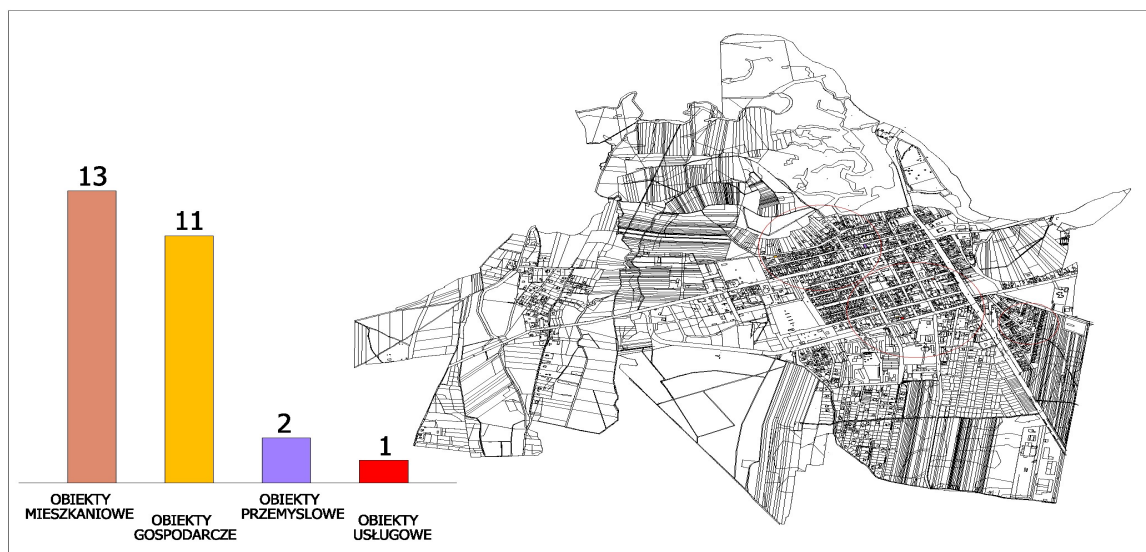 13
11
2
1
OBIEKTY
MIESZKANIOWE
OBIEKTY
GOSPODARCZE
OBIEKTY
PRZEMYSLOWE
OBIEKTY
USŁUGOWE